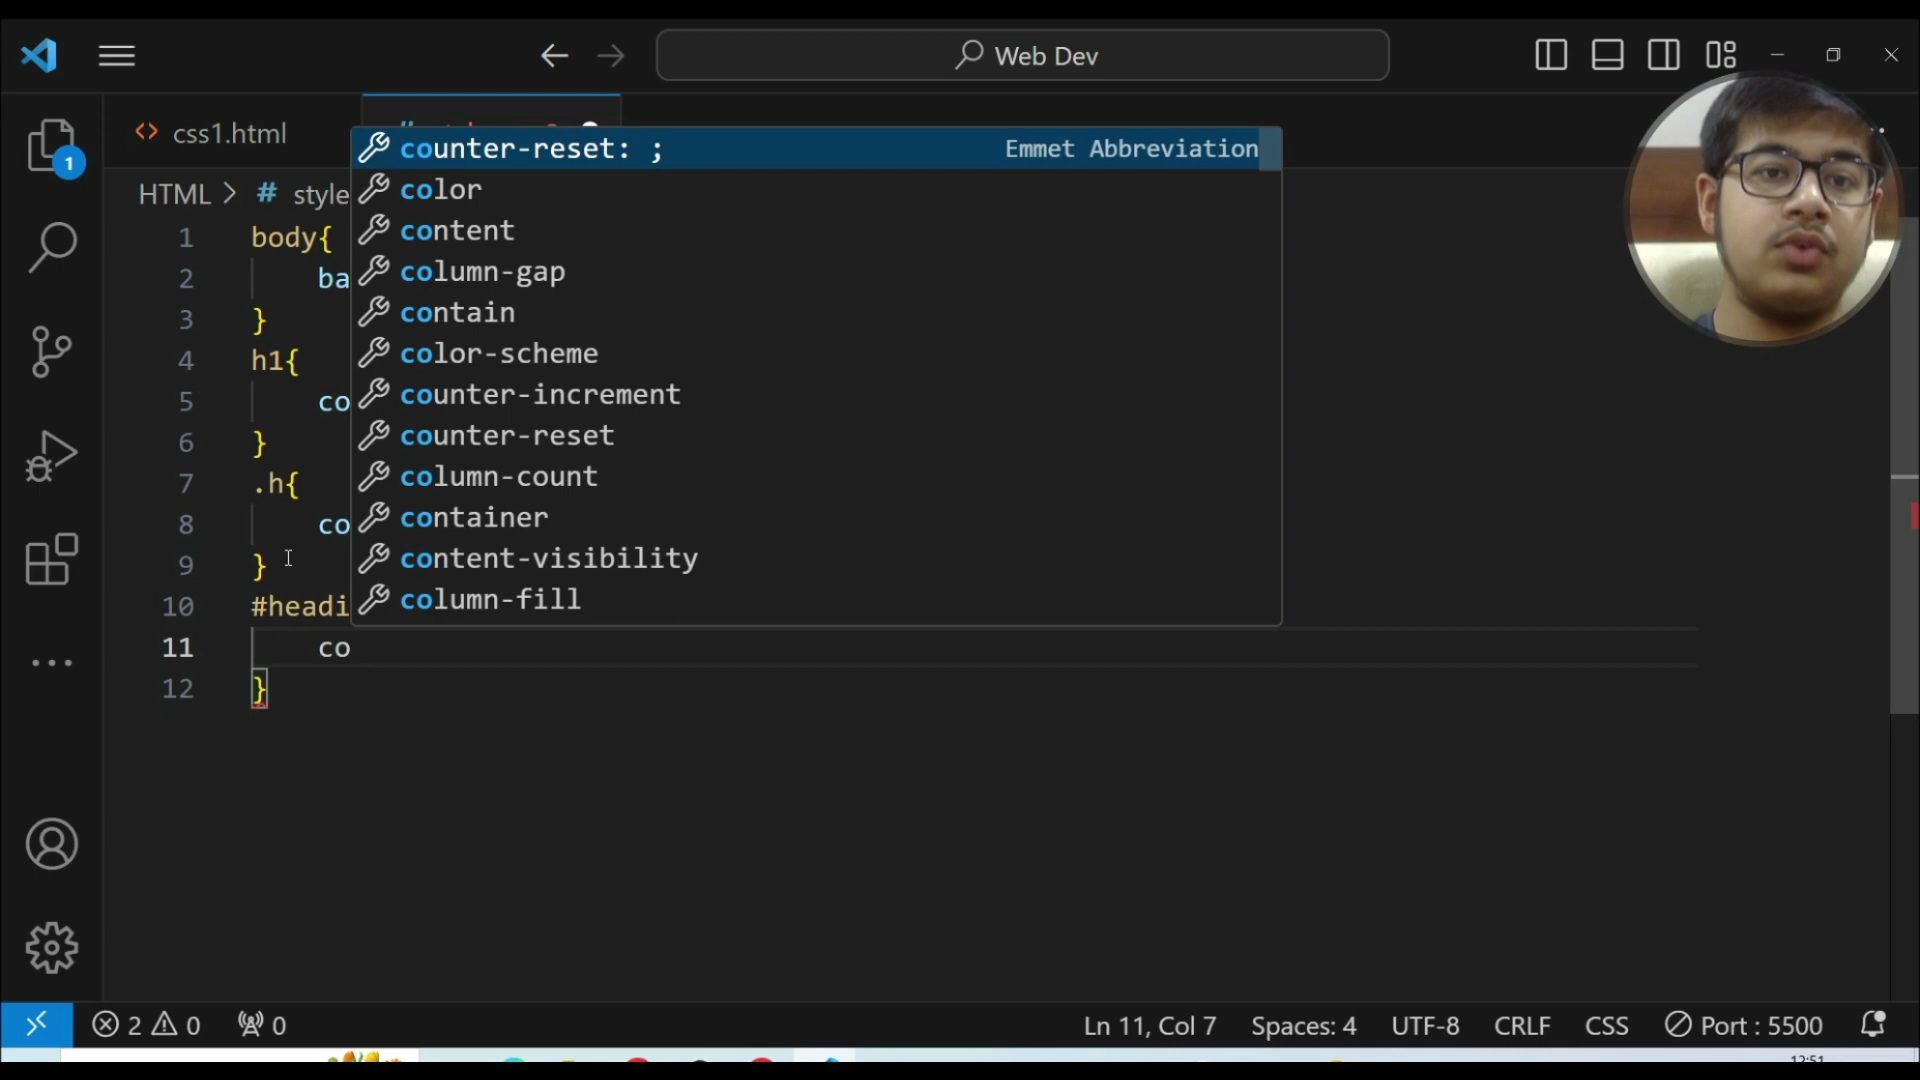 Web Dev
css1.html
HTML > # style
counter-reset: ; Emmet Abbreviation
color
content
column-gap
contain
color-scheme
counter-increment
counter-reset
column-count
container
content-visibility
column-fill
1 body{
2 ba
3 }
4 h1{
5 co
6 }
7 .h{
8 co
9 }
10 #headi
11 co
12 }
1
2 0 0 Ln 11, Col 7 Spaces: 4 UTF-8 CRLF CSS Port : 5500
12:51